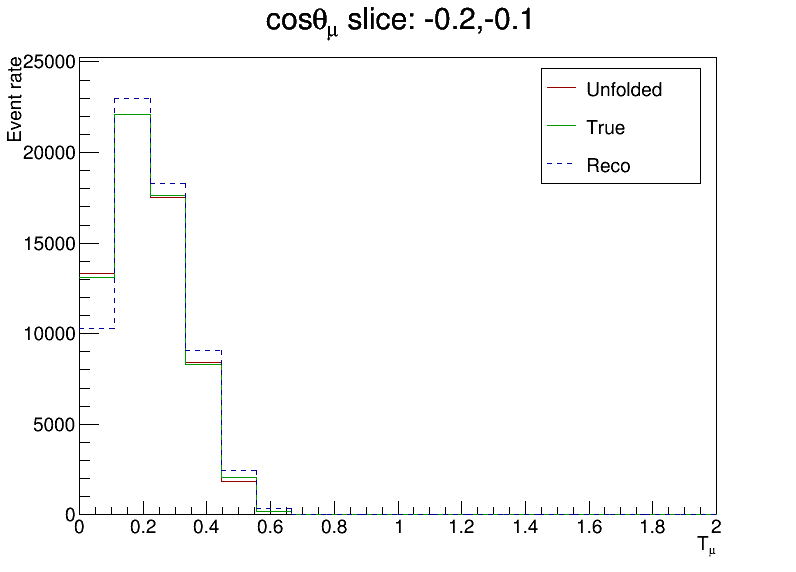 cosθμ slice: -0.2,-0.1
Event rate
25000
20000
15000
10000
5000
0
Unfolded
True
Reco
0 0.2 0.4 0.6 0.8 1 1.2 1.4 1.6 1.8 2
Tμ